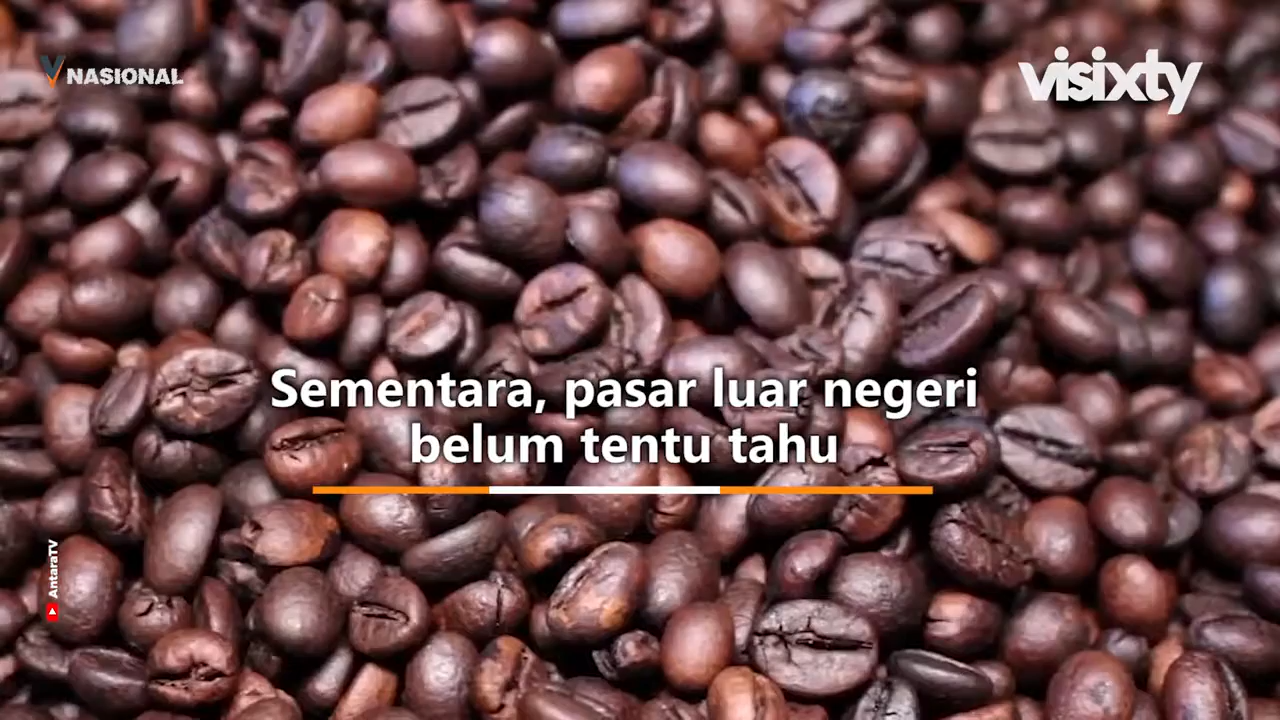 NASIONAL
visixty
Sementara, pasar luar negeri
belum tentu tahu
AntaraTV